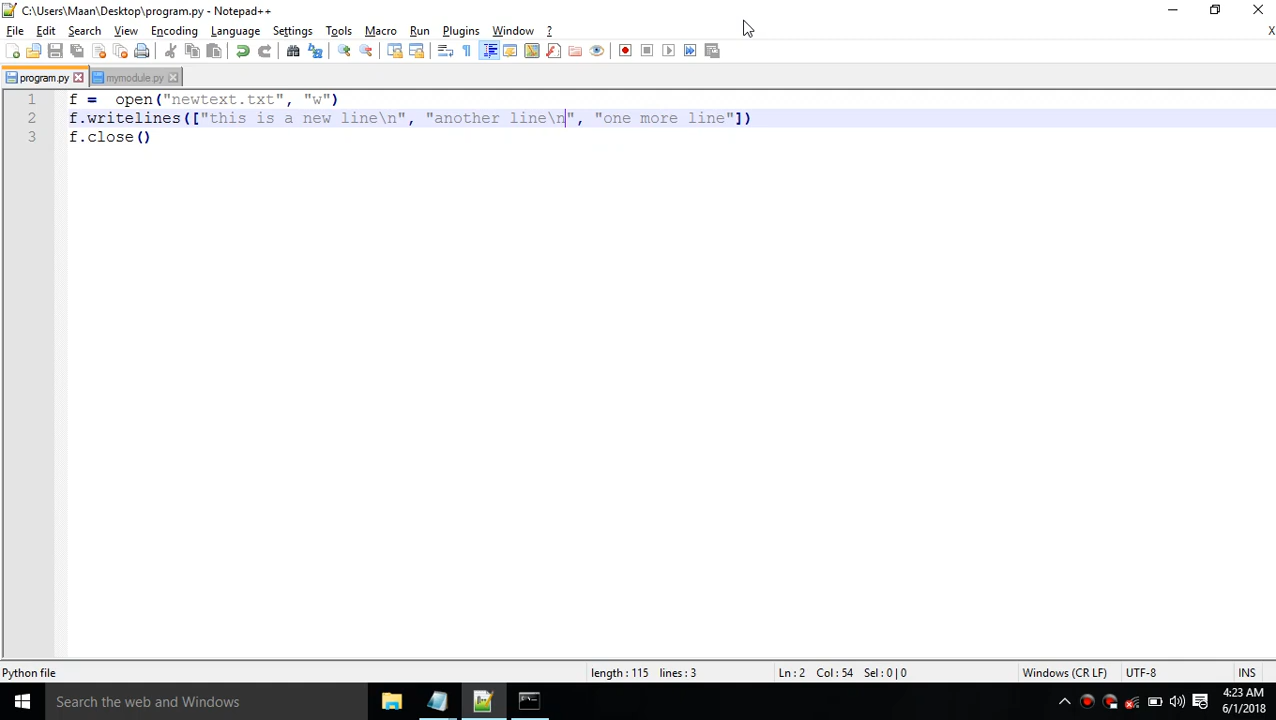 C:\Users\Maan\Desktop\program.py - Notepad++
File Edit Search View Encoding Language Settings Tools Macro Run Plugins Window ?
X
program.py mymodule.py
1 f =  open("newtext.txt", "w")
2 f.writelines(["this is a new line\n", "another line\n", "one more line"])
3 f.close()
Python file length : 115 lines : 3 Ln : 2 Col : 54 Sel : 0 | 0 Windows (CR LF) UTF-8 INS
Search the web and Windows
4:23 AM
6/1/2018